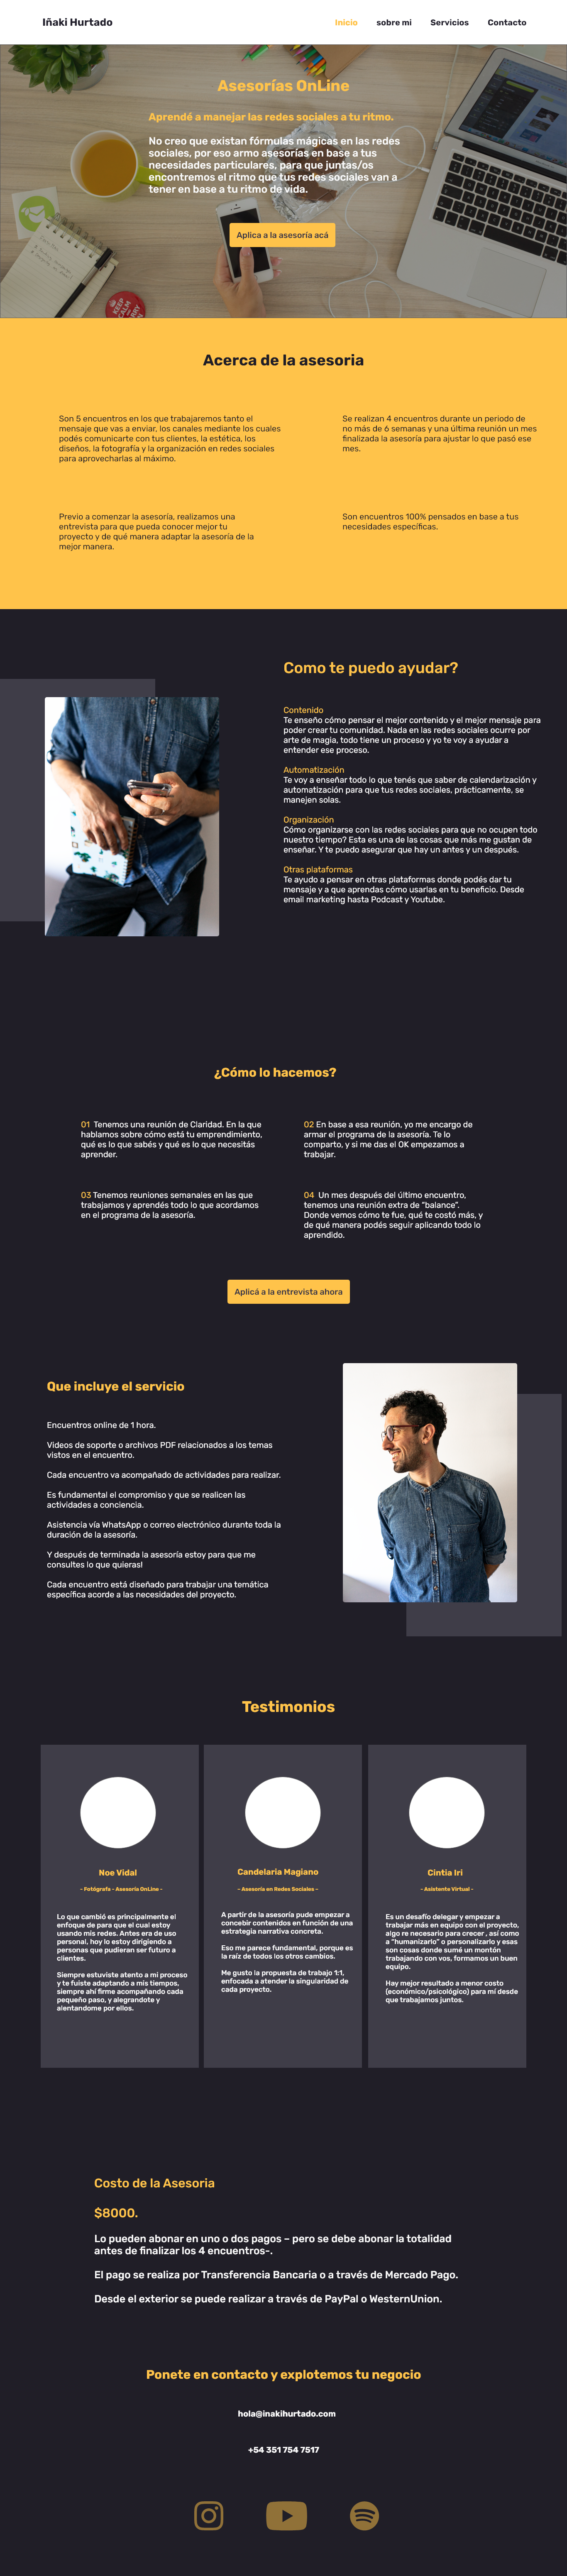 Iñaki Hurtado
Inicio
sobre mi
Servicios
Contacto
Asesorías OnLine
Aprendé a manejar las redes sociales a tu ritmo.
No creo que existan fórmulas mágicas en las redes
sociales, por eso armo asesorías en base a tus
necesidades particulares, para que juntas/os
encontremos el ritmo que tus redes sociales van a
tener en base a tu ritmo de vida.
Aplica a la asesoría acá
KEEP
CALM
Acerca de la asesoria
Son 5 encuentros en los que trabajaremos tanto el
mensaje que vas a enviar, los canales mediante los cuales
podés comunicarte con tus clientes, la estética, los
diseños, la fotografía y la organización en redes sociales
para aprovecharlas al máximo.
Se realizan 4 encuentros durante un periodo de
no más de 6 semanas y una última reunión un mes
finalizada la asesoría para ajustar lo que pasó ese
mes.
Previo a comenzar la asesoría, realizamos una
entrevista para que pueda conocer mejor tu
proyecto y de qué manera adaptar la asesoría de la
mejor manera.
Son encuentros 100% pensados en base a tus
necesidades específicas.
Como te puedo ayudar?
Contenido
Te enseño cómo pensar el mejor contenido y el mejor mensaje para
poder crear tu comunidad. Nada en las redes sociales ocurre por
arte de magia, todo tiene un proceso y yo te voy a ayudar a
entender ese proceso.
Automatización
Te voy a enseñar todo lo que tenés que saber de calendarización y
automatización para que tus redes sociales, prácticamente, se
manejen solas.
Organización
Cómo organizarse con las redes sociales para que no ocupen todo
nuestro tiempo? Esta es una de las cosas que más me gustan de
enseñar. Y te puedo asegurar que hay un antes y un después.
Otras plataformas
Te ayudo a pensar en otras plataformas donde podés dar tu
mensaje y a que aprendas cómo usarlas en tu beneficio. Desde
email marketing hasta Podcast y Youtube.
¿Cómo lo hacemos?
01 Tenemos una reunión de Claridad. En la que
hablamos sobre cómo está tu emprendimiento,
qué es lo que sabés y qué es lo que necesitás
aprender.
02 En base a esa reunión, yo me encargo de
armar el programa de la asesoría. Te lo
comparto, y si me das el OK empezamos a
trabajar.
03 Tenemos reuniones semanales en las que
trabajamos y aprendés todo lo que acordamos
en el programa de la asesoría.
04 Un mes después del último encuentro,
tenemos una reunión extra de “balance”.
Donde vemos cómo te fue, qué te costó más, y
de qué manera podés seguir aplicando todo lo
aprendido.
Aplicá a la entrevista ahora
Que incluye el servicio
Encuentros online de 1 hora.
Videos de soporte o archivos PDF relacionados a los temas
vistos en el encuentro.
Cada encuentro va acompañado de actividades para realizar.
Es fundamental el compromiso y que se realicen las
actividades a conciencia.
Asistencia vía WhatsApp o correo electrónico durante toda la
duración de la asesoría.
Y después de terminada la asesoría estoy para que me
consultes lo que quieras!
Cada encuentro está diseñado para trabajar una temática
específica acorde a las necesidades del proyecto.
Testimonios
Noe Vidal
- Fotógrafa - Asesoría OnLine -
Lo que cambió es principalmente el
enfoque de para que el cual estoy
usando mis redes. Antes era de uso
personal, hoy lo estoy dirigiendo a
personas que pudieran ser futuro a
clientes.
Siempre estuviste atento a mi proceso
y te fuiste adaptando a mis tiempos,
siempre ahí firme acompañando cada
pequeño paso, y alegrandote y
alentandome por ellos.
Candelaria Magiano
– Asesoría en Redes Sociales –
A partir de la asesoría pude empezar a
concebir contenidos en función de una
estrategia narrativa concreta.
Eso me parece fundamental, porque es
la raíz de todos los otros cambios.
Me gusto la propuesta de trabajo 1:1,
enfocada a atender la singularidad de
cada proyecto.
Cintia Iri
- Asistente Virtual -
Es un desafío delegar y empezar a
trabajar más en equipo con el proyecto,
algo re necesario para crecer , así como
a “humanizarlo” o personalizarlo y esas
son cosas donde sumé un montón
trabajando con vos, formamos un buen
equipo.
Hay mejor resultado a menor costo
(económico/psicológico) para mí desde
que trabajamos juntos.
Costo de la Asesoria
$8000.
Lo pueden abonar en uno o dos pagos – pero se debe abonar la totalidad
antes de finalizar los 4 encuentros-.
El pago se realiza por Transferencia Bancaria o a través de Mercado Pago.
Desde el exterior se puede realizar a través de PayPal o WesternUnion.
Ponete en contacto y explotemos tu negocio
hola@inakihurtado.com
+54 351 754 7517